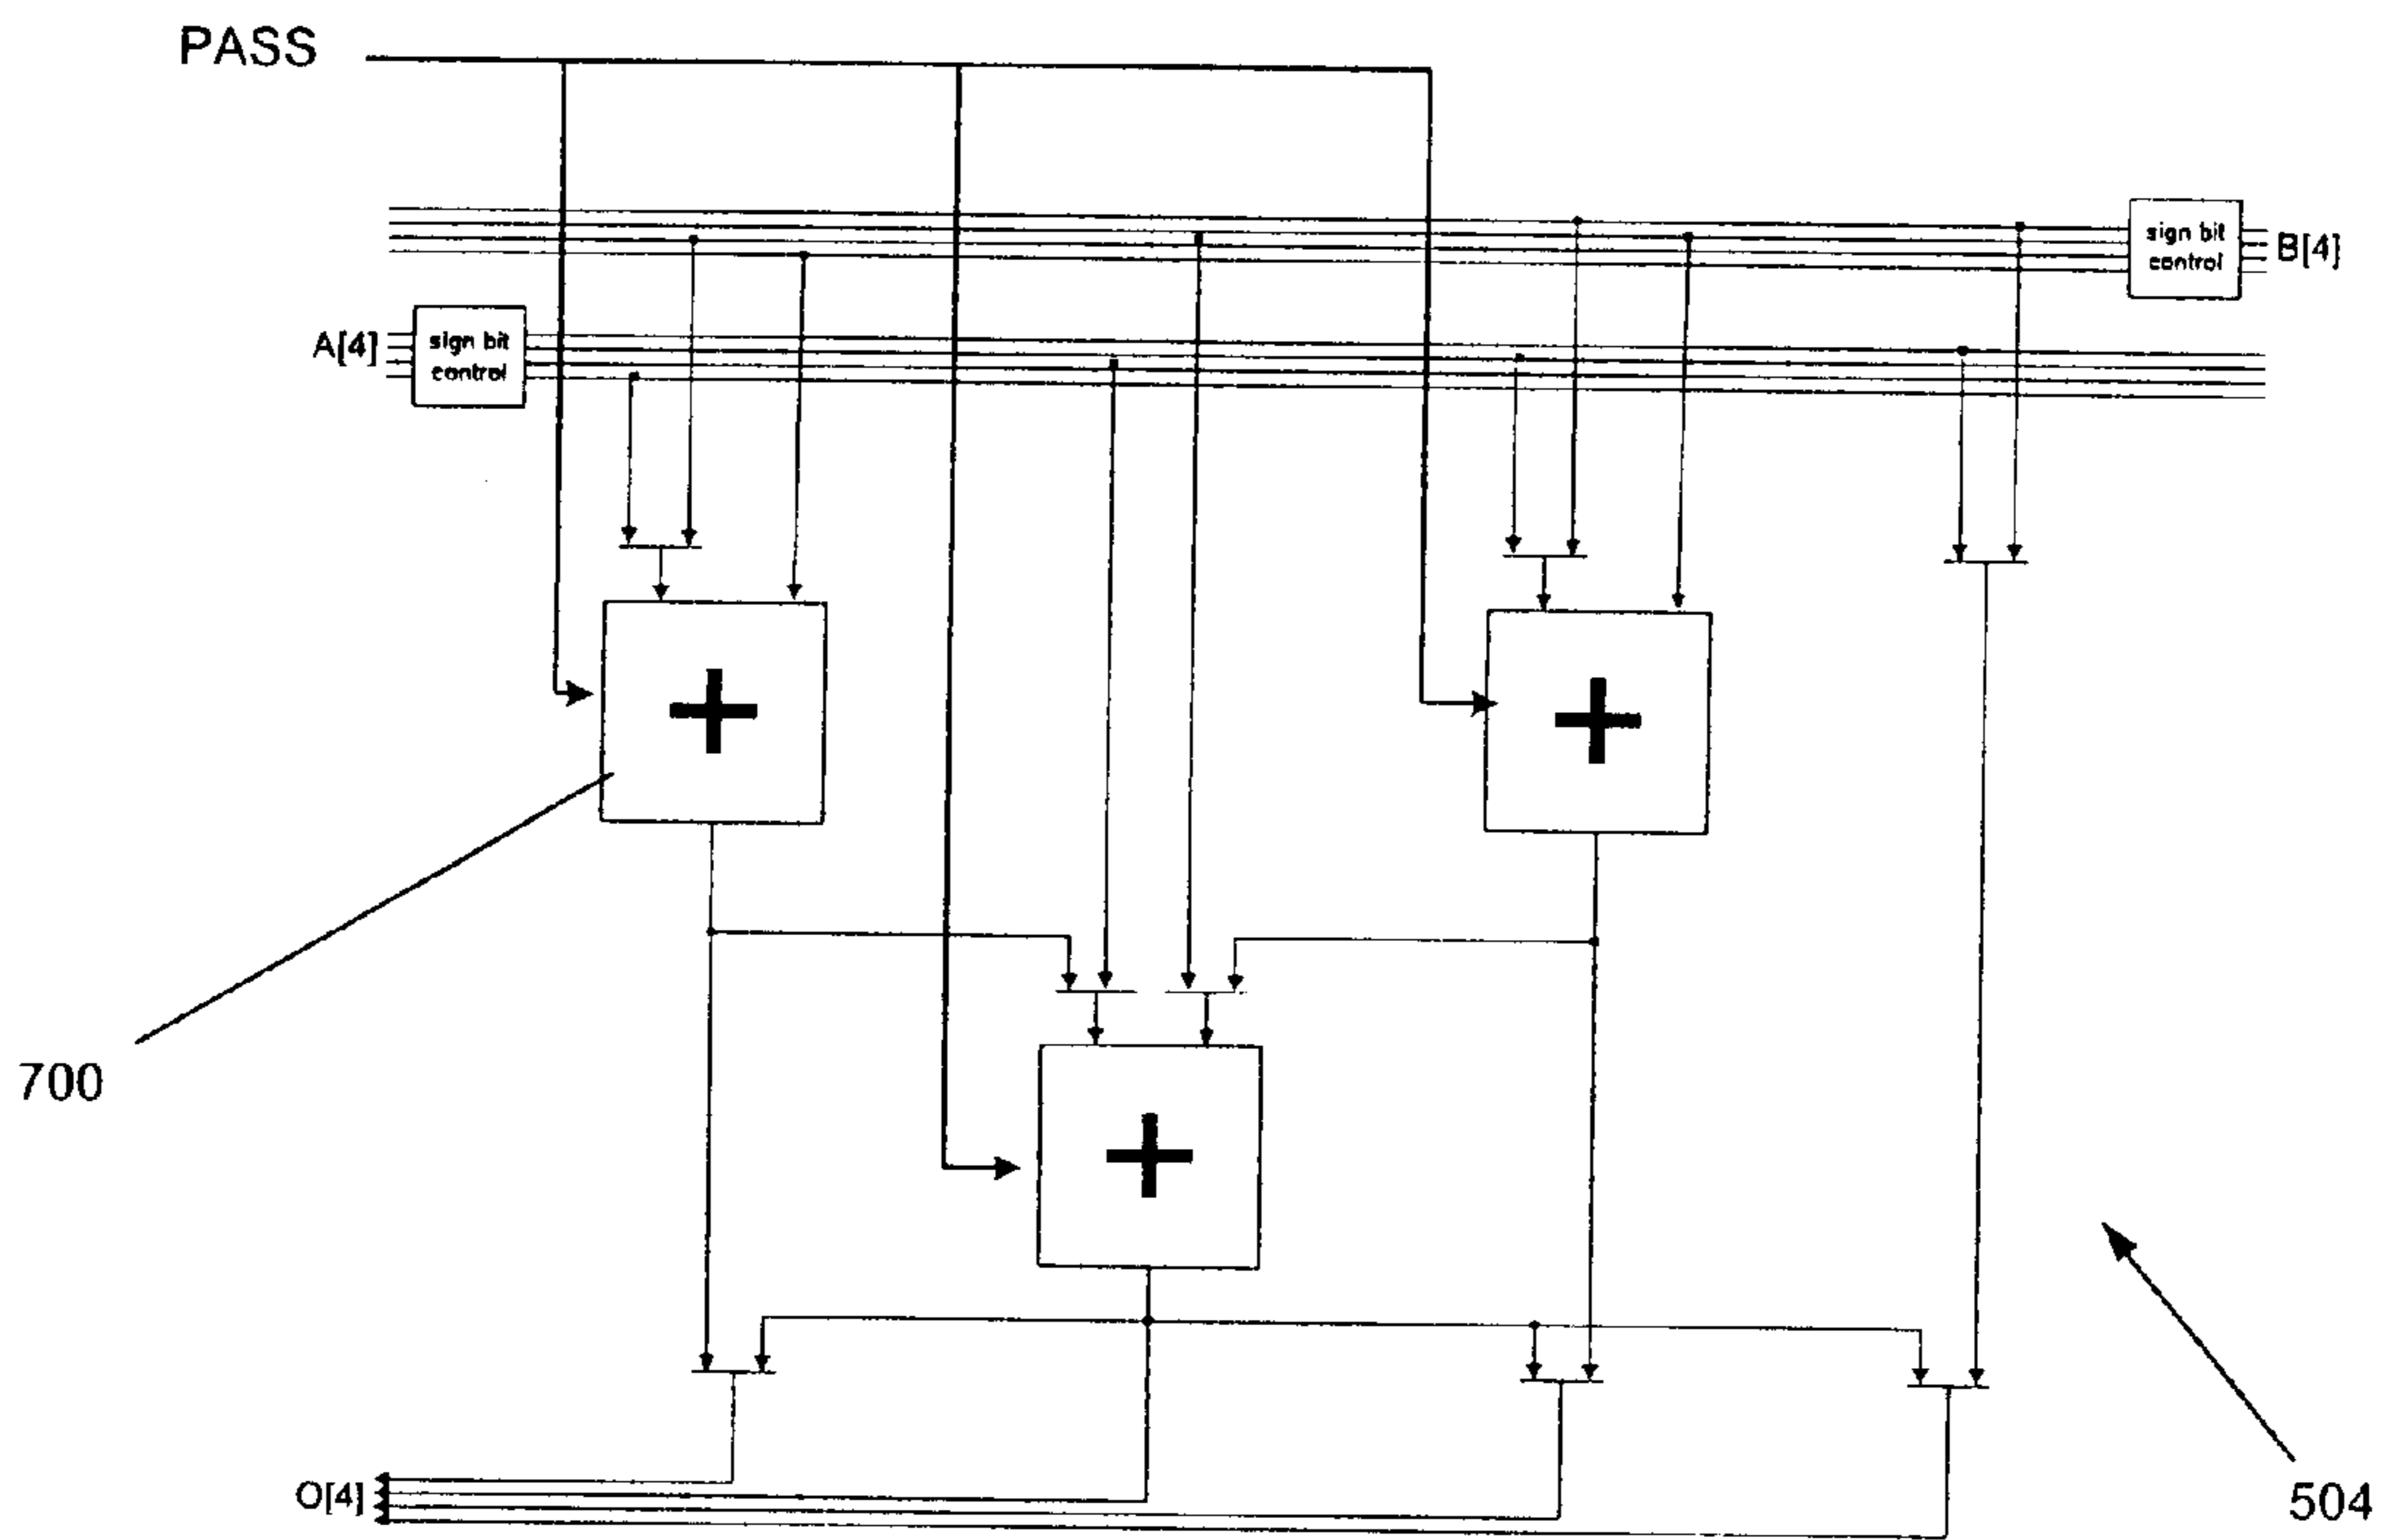 PASS
sign bit
control
B[4]
A[4]
sign bit
control
+
+
700
+
O[4]
504